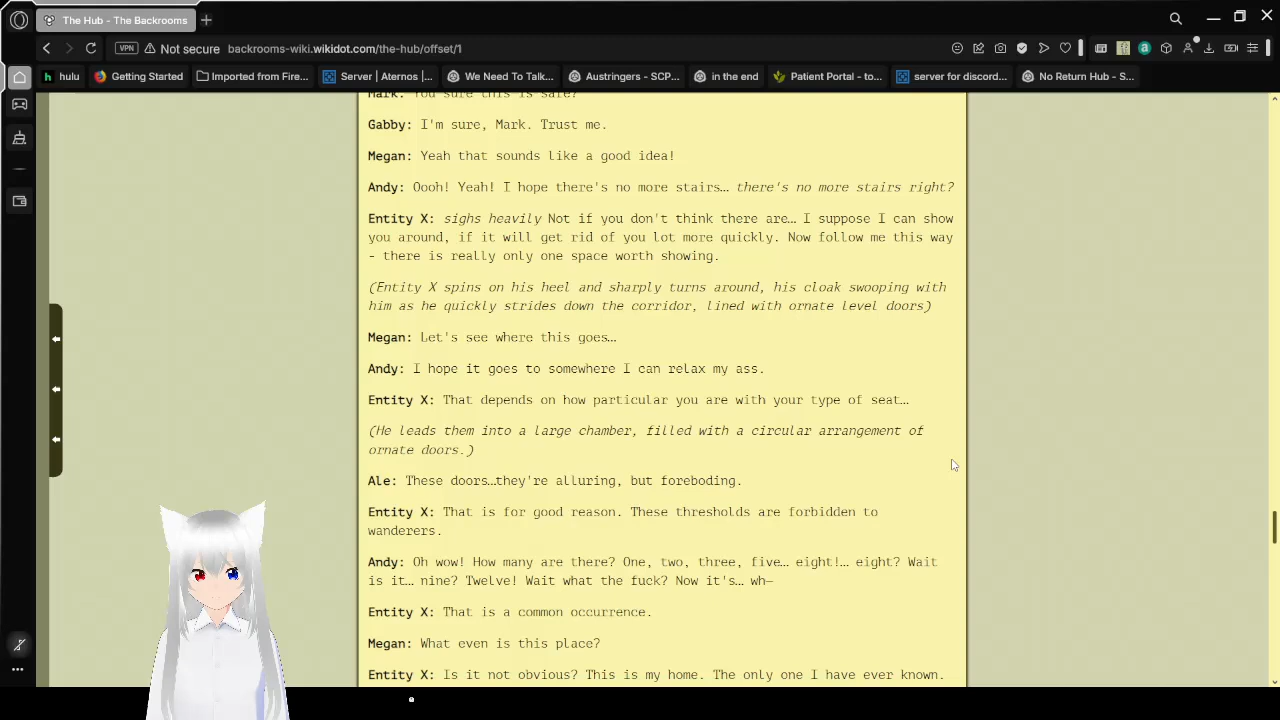 The Hub - The Backrooms
VPN Not secure backrooms-wiki.wikidot.com/the-hub/offset/1
hulu Getting Started Imported from Fire... Server | Aternos |... We Need To Talk... Austringers - SCP... in the end Patient Portal - to... server for discord... No Return Hub - S...
Mark: You sure this is safe?
Gabby: I'm sure, Mark. Trust me.
Megan: Yeah that sounds like a good idea!
Andy: Oooh! Yeah! I hope there's no more stairs… there's no more stairs right?
Entity X: sighs heavily Not if you don't think there are… I suppose I can show
you around, if it will get rid of you lot more quickly. Now follow me this way
- there is really only one space worth showing.
(Entity X spins on his heel and sharply turns around, his cloak swooping with
him as he quickly strides down the corridor, lined with ornate level doors)
Megan: Let's see where this goes…
Andy: I hope it goes to somewhere I can relax my ass.
Entity X: That depends on how particular you are with your type of seat…
(He leads them into a large chamber, filled with a circular arrangement of
ornate doors.)
Ale: These doors…they're alluring, but foreboding.
Entity X: That is for good reason. These thresholds are forbidden to
wanderers.
Andy: Oh wow! How many are there? One, two, three, five… eight!… eight? Wait
is it… nine? Twelve! Wait what the fuck? Now it's… wh—
Entity X: That is a common occurrence.
Megan: What even is this place?
Entity X: Is it not obvious? This is my home. The only one I have ever known.